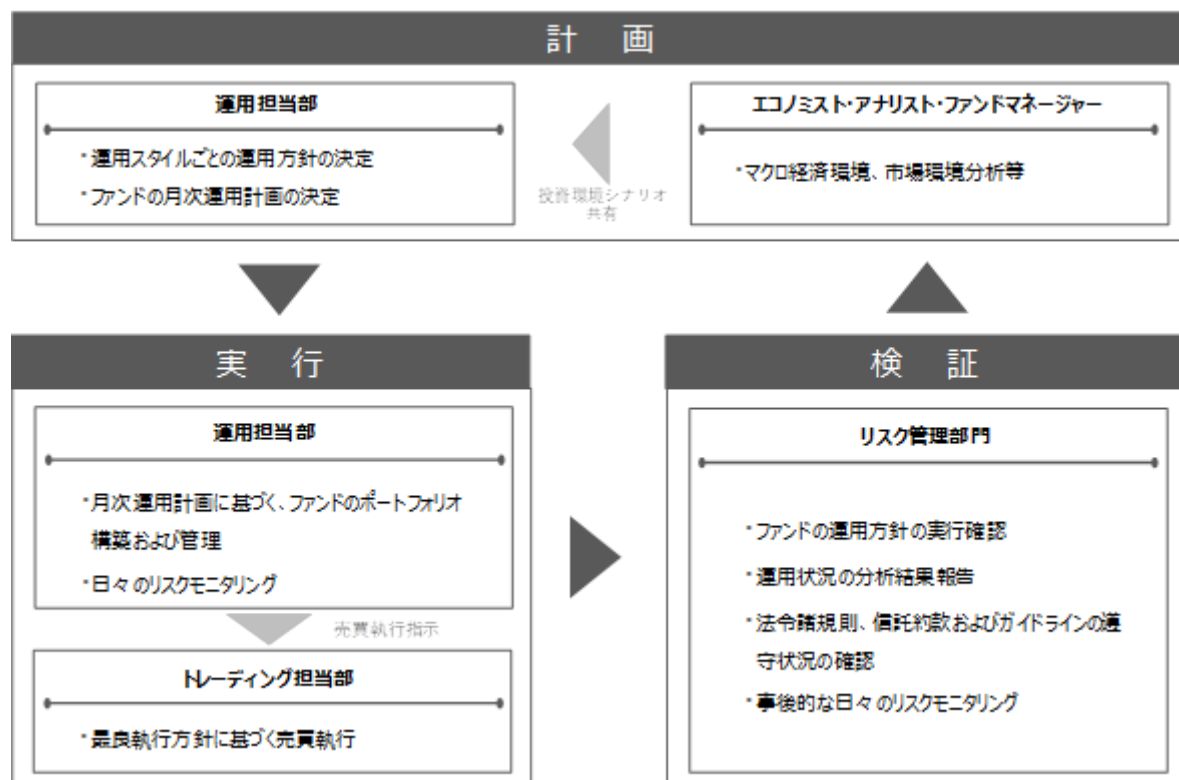 計 画
運用担当部
・運用スタイルごとの運用方針の決定
・ファンドの月次運用計画の決定
投資環境シナリオ
共有
エコノミスト・アナリスト・ファンドマネージャー
・マクロ経済環境、市場環境分析等
実 行
運用担当部
・月次運用計画に基づく、ファンドのポートフォリオ
構築および管理
・日々のリスクモニタリング
売買執行指示
トレーディング担当部
・最良執行方針に基づく売買執行
検 証
リスク管理部門
・ファンドの運用方針の実行確認
・運用状況の分析結果報告
・法令諸規則、信託約款およびガイドラインの遵
守状況の確認
・事後的な日々のリスクモニタリング